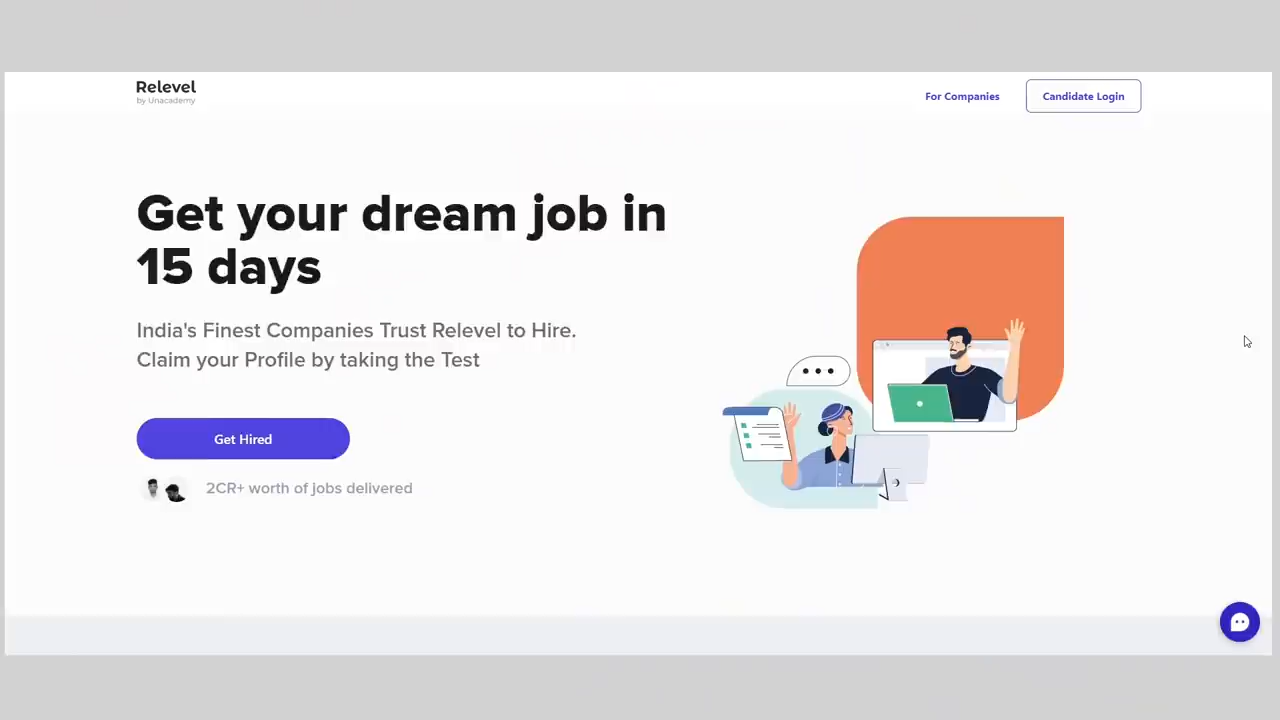 Relevel
by Unacademy
For Companies
Candidate Login
Get your dream job in
15 days
India's Finest Companies Trust Relevel to Hire.
Claim your Profile by taking the Test
Get Hired
2CR+ worth of jobs delivered